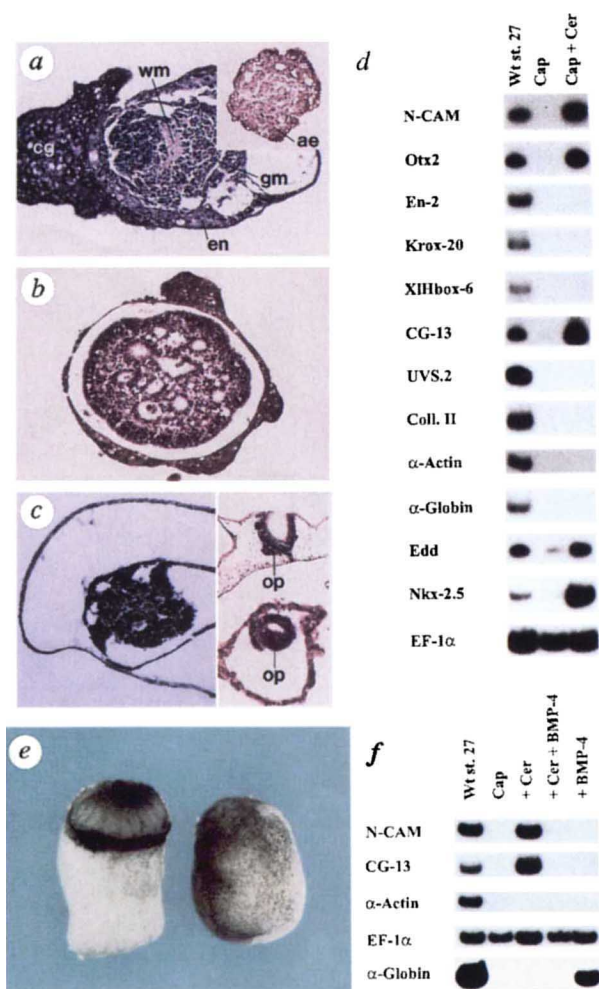 a
wm
ae
cg
gm
en
b
c
op
op
d
Wt st. 27
Cap
Cap + Cer
N-CAM
Otx2
En-2
Krox-20
XlHbox-6
CG-13
UVS.2
Coll. II
α-Actin
α-Globin
Edd
Nkx-2.5
EF-1α
e
f
Wt st. 27
Cap
+ Cer
+ Cer + BMP-4
+ BMP-4
N-CAM
CG-13
α-Actin
EF-1α
α-Globin